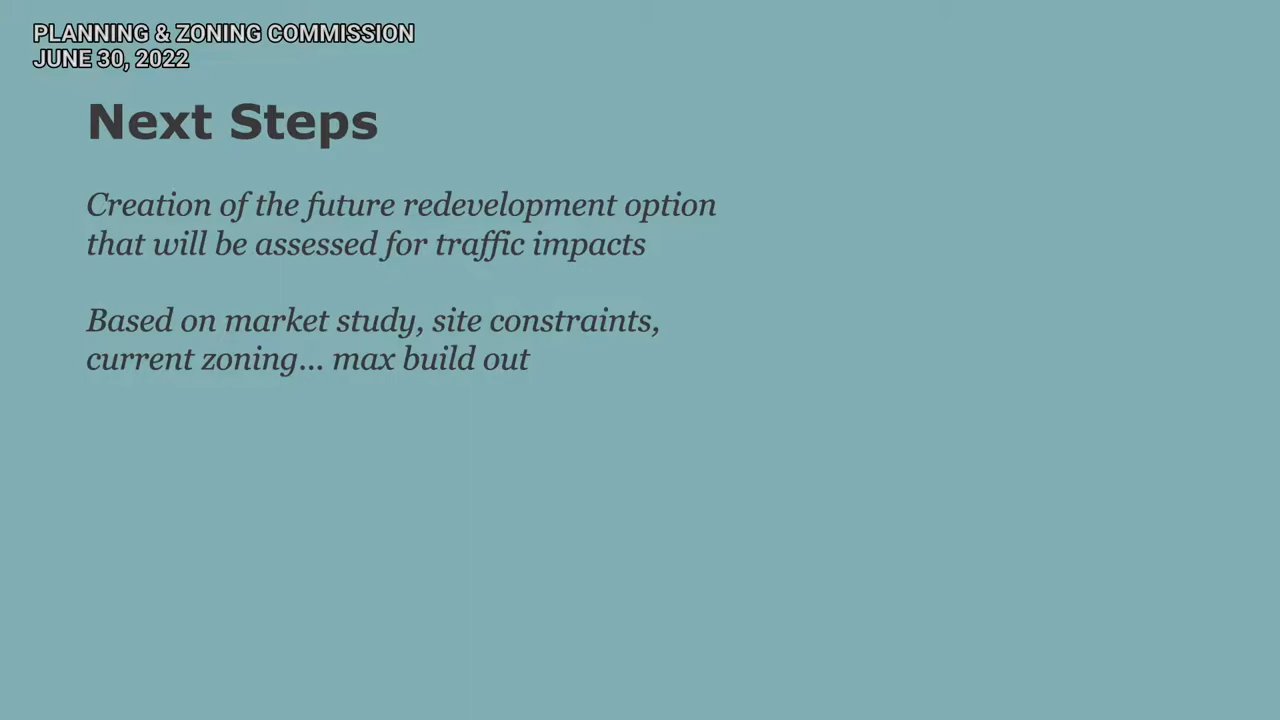 PLANNING & ZONING COMMISSION
JUNE 30, 2022
Next Steps
Creation of the future redevelopment option
that will be assessed for traffic impacts
Based on market study, site constraints,
current zoning... max build out